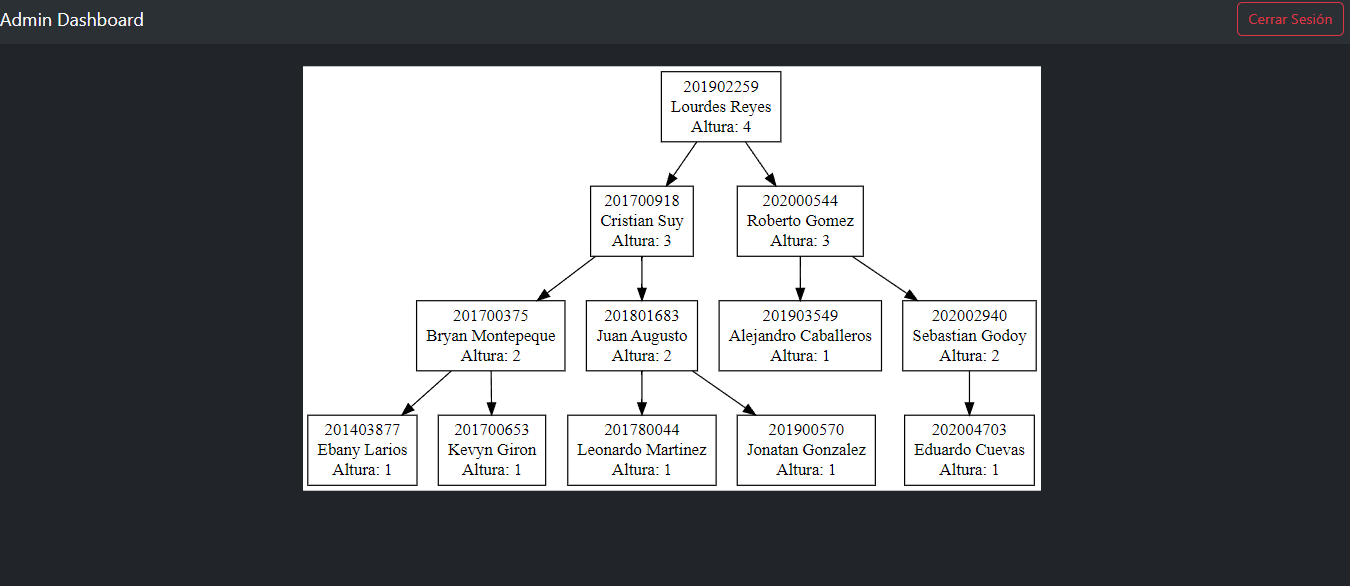 Admin Dashboard
Cerrar Sesión
201902259
Lourdes Reyes
Altura: 4
201700918
Cristian Suy
Altura: 3
202000544
Roberto Gomez
Altura: 3
201700375
Bryan Montepeque
Altura: 2
201801683
Juan Augusto
Altura: 2
201903549
Alejandro Caballeros
Altura: 1
202002940
Sebastian Godoy
Altura: 2
201403877
Ebany Larios
Altura: 1
201700653
Kevyn Giron
Altura: 1
201780044
Leonardo Martinez
Altura: 1
201900570
Jonatan Gonzalez
Altura: 1
202004703
Eduardo Cuevas
Altura: 1